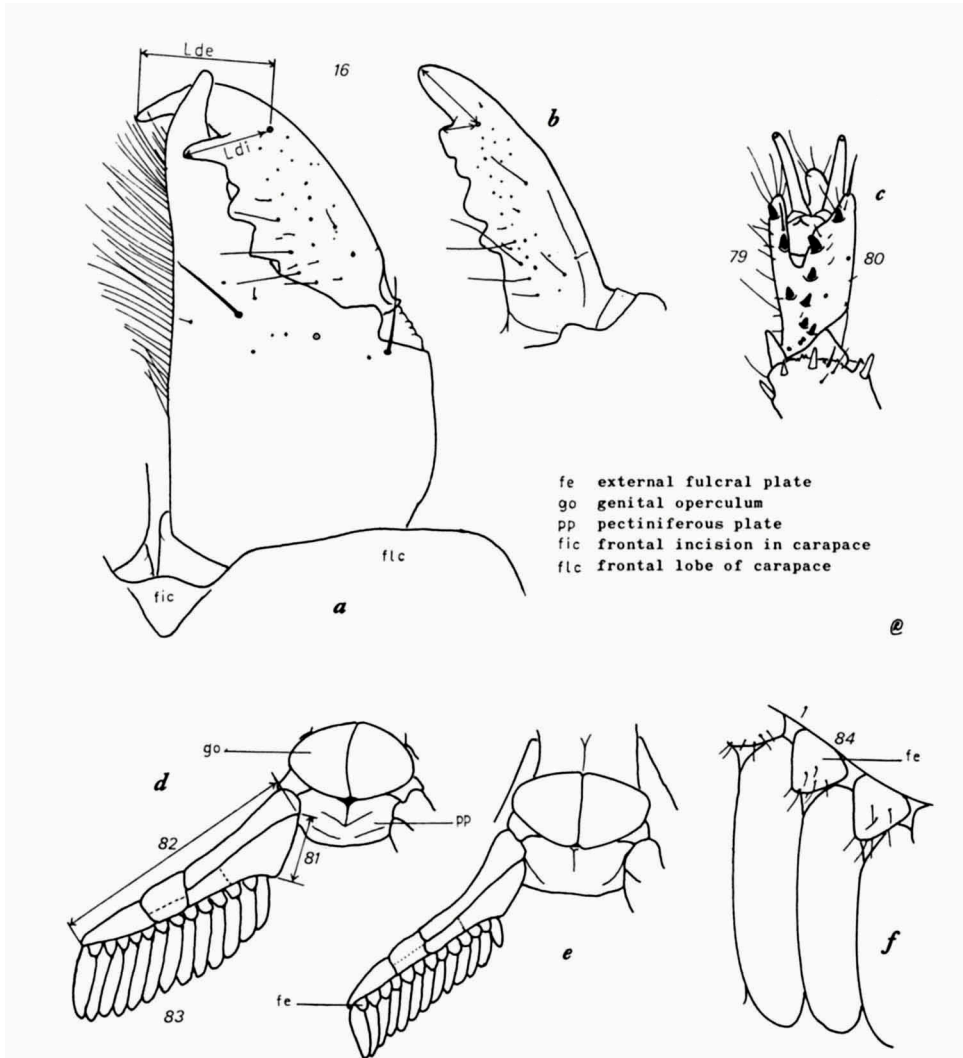 Lde
16
Ldi
b
c
79
80
fe external fulcral plate
go genital operculum
pp pectiniferous plate
fic frontal incision in carapace
flc frontal lobe of carapace
flc
fic
a
@
go
d
84
fe
pp
82
81
f
e
fe
83